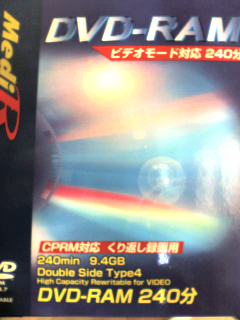 Medi R
DVD-RAM
ビデオモード対応 240分
CPRM対応 くり返し録画用
240min 9.4GB
Double Side Type4
High Capacity Rewritable for VIDEO
DVD-RAM 240分